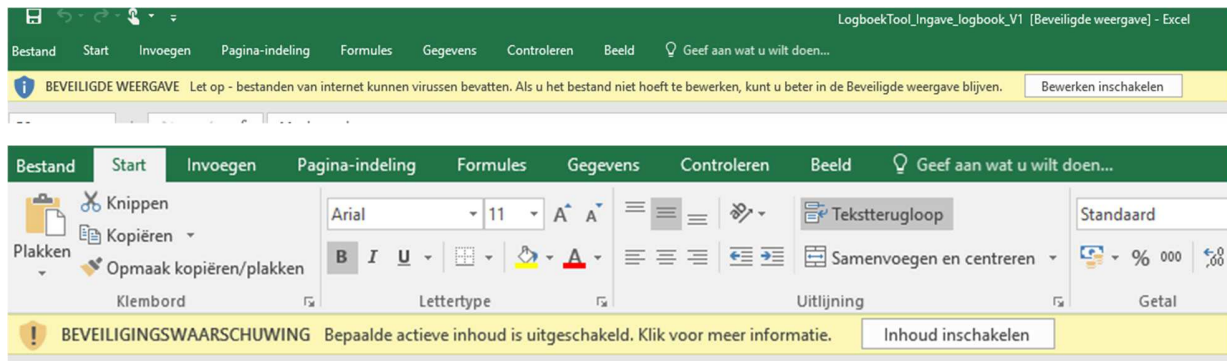 LogboekTool_Ingave_logbook_V1 [Beveiligde weergave] - Excel
Bestand Start Invoegen Pagina-indeling Formules Gegevens Controleren Beeld Geef aan wat u wilt doen...
BEVEILIGDE WEERGAVE Let op - bestanden van internet kunnen virussen bevatten. Als u het bestand niet hoeft te bewerken, kunt u beter in de Beveiligde weergave blijven. Bewerken inschakelen
Bestand Start Invoegen Pagina-indeling Formules Gegevens Controleren Beeld Geef aan wat u wilt doen...
Knippen
Arial 11 A A Tekstterugloop Standaard
Kopiëren
Plakken
B I U A Samenvoegen en centreren % 000 ,00
Opmaak kopiëren/plakken
Klembord Lettertype Uitlijning Getal
BEVEILIGINGSWAARSCHUWING Bepaalde actieve inhoud is uitgeschakeld. Klik voor meer informatie. Inhoud inschakelen